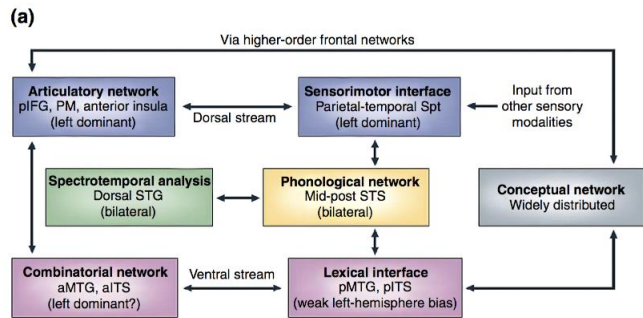 (a)
Via higher-order frontal networks
Articulatory network
pIFG, PM, anterior insula
(left dominant)
Dorsal stream
Sensorimotor interface
Parietal-temporal Spt
(left dominant)
Input from
other sensory
modalities
Spectrotemporal analysis
Dorsal STG
(bilateral)
Phonological network
Mid-post STS
(bilateral)
Conceptual network
Widely distributed
Combinatorial network
aMTG, aITS
(left dominant?)
Ventral stream
Lexical interface
pMTG, pITS
(weak left-hemisphere bias)